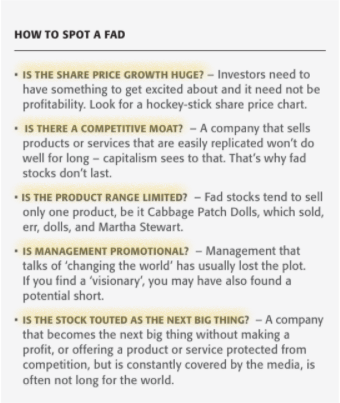 HOW TO SPOT A FAD
• IS THE SHARE PRICE GROWTH HUGE? – Investors need to
have something to get excited about and it need not be
profitability. Look for a hockey-stick share price chart.
• IS THERE A COMPETITIVE MOAT? – A company that sells
products or services that are easily replicated won't do
well for long – capitalism sees to that. That's why fad
stocks don't last.
• IS THE PRODUCT RANGE LIMITED? – Fad stocks tend to sell
only one product, be it Cabbage Patch Dolls, which sold,
err, dolls, and Martha Stewart.
• IS MANAGEMENT PROMOTIONAL? – Management that
talks of 'changing the world' has usually lost the plot.
If you find a 'visionary', you may have also found a
potential short.
• IS THE STOCK TOUTED AS THE NEXT BIG THING? – A company
that becomes the next big thing without making a
profit, or offering a product or service protected from
competition, but is constantly covered by the media, is
often not long for the world.